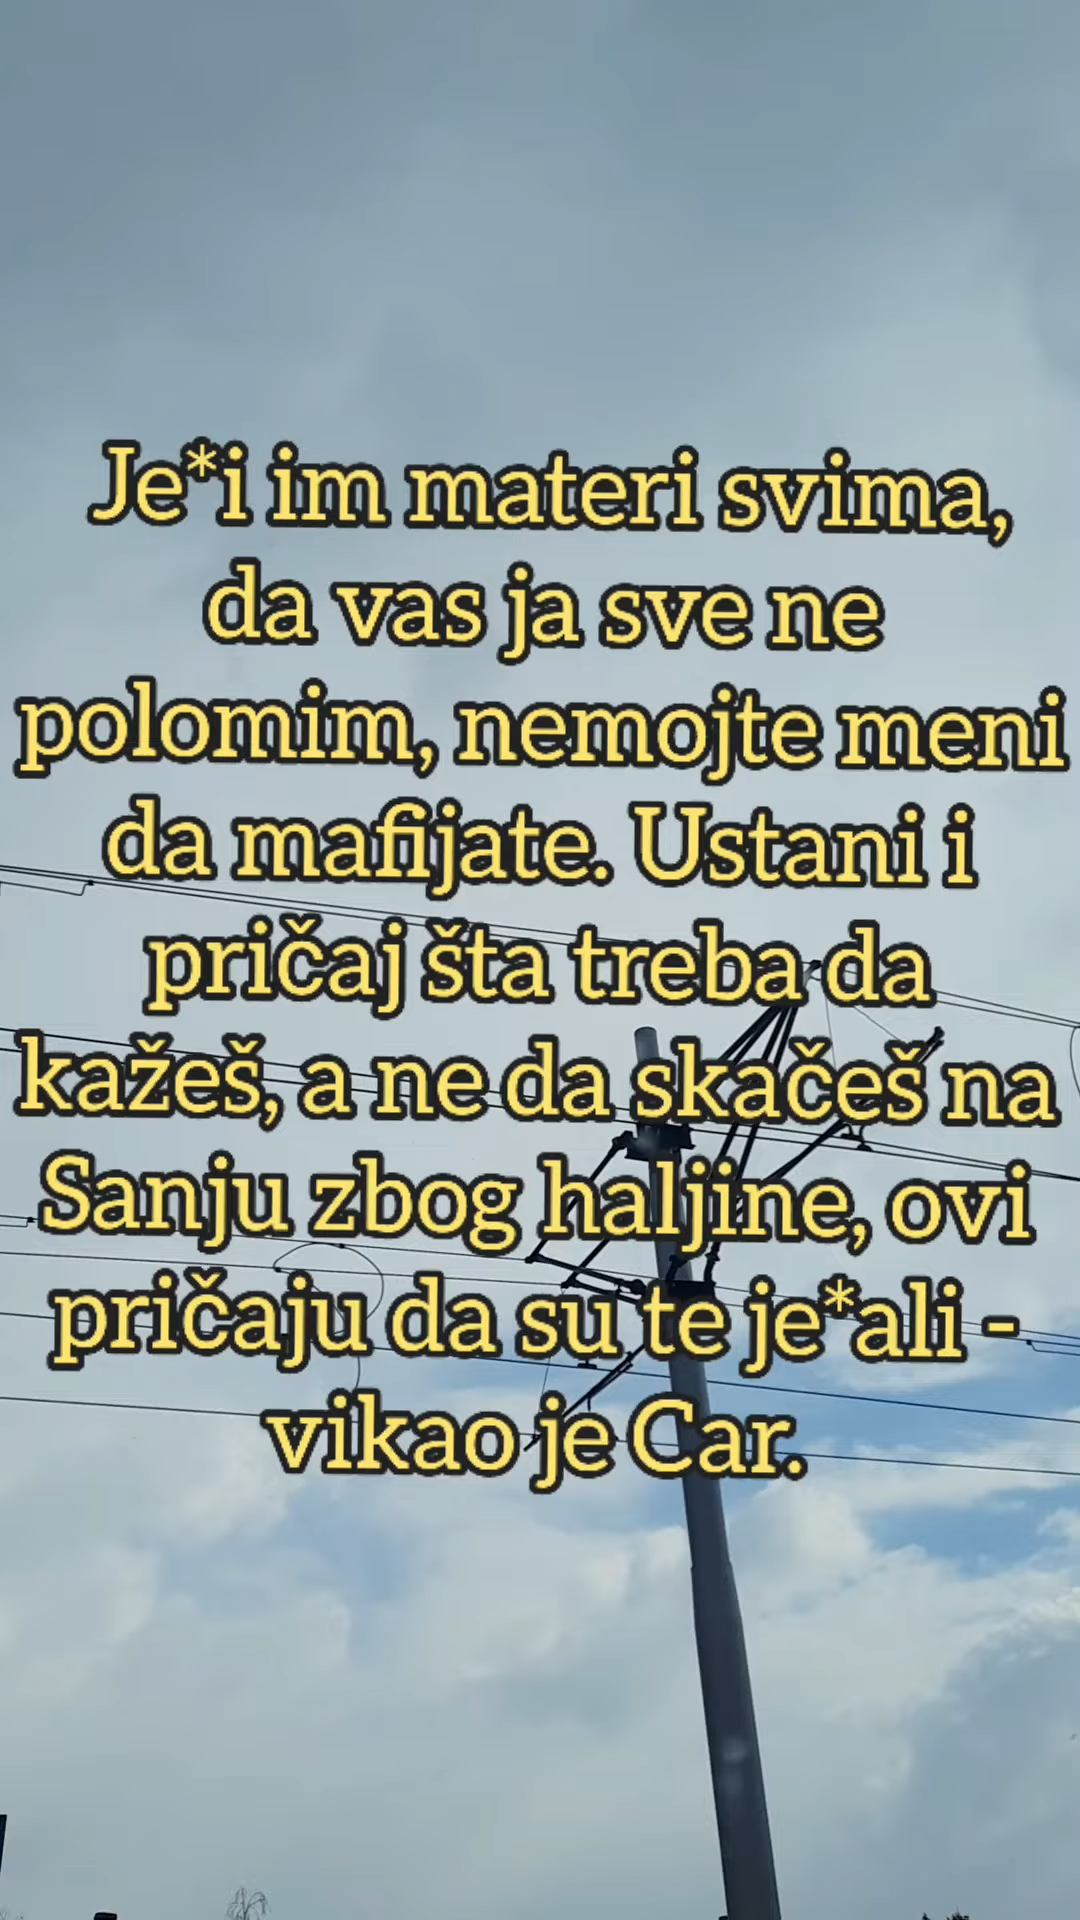 Je*i im materi svima,
da vas ja sve ne
polomim, nemojte meni
da mafijate. Ustani i
pričaj šta treba da
kažeš, a ne da skačeš na
Sanju zbog haljine, ovi
pričaju da su te je*ali -
vikao je Car.